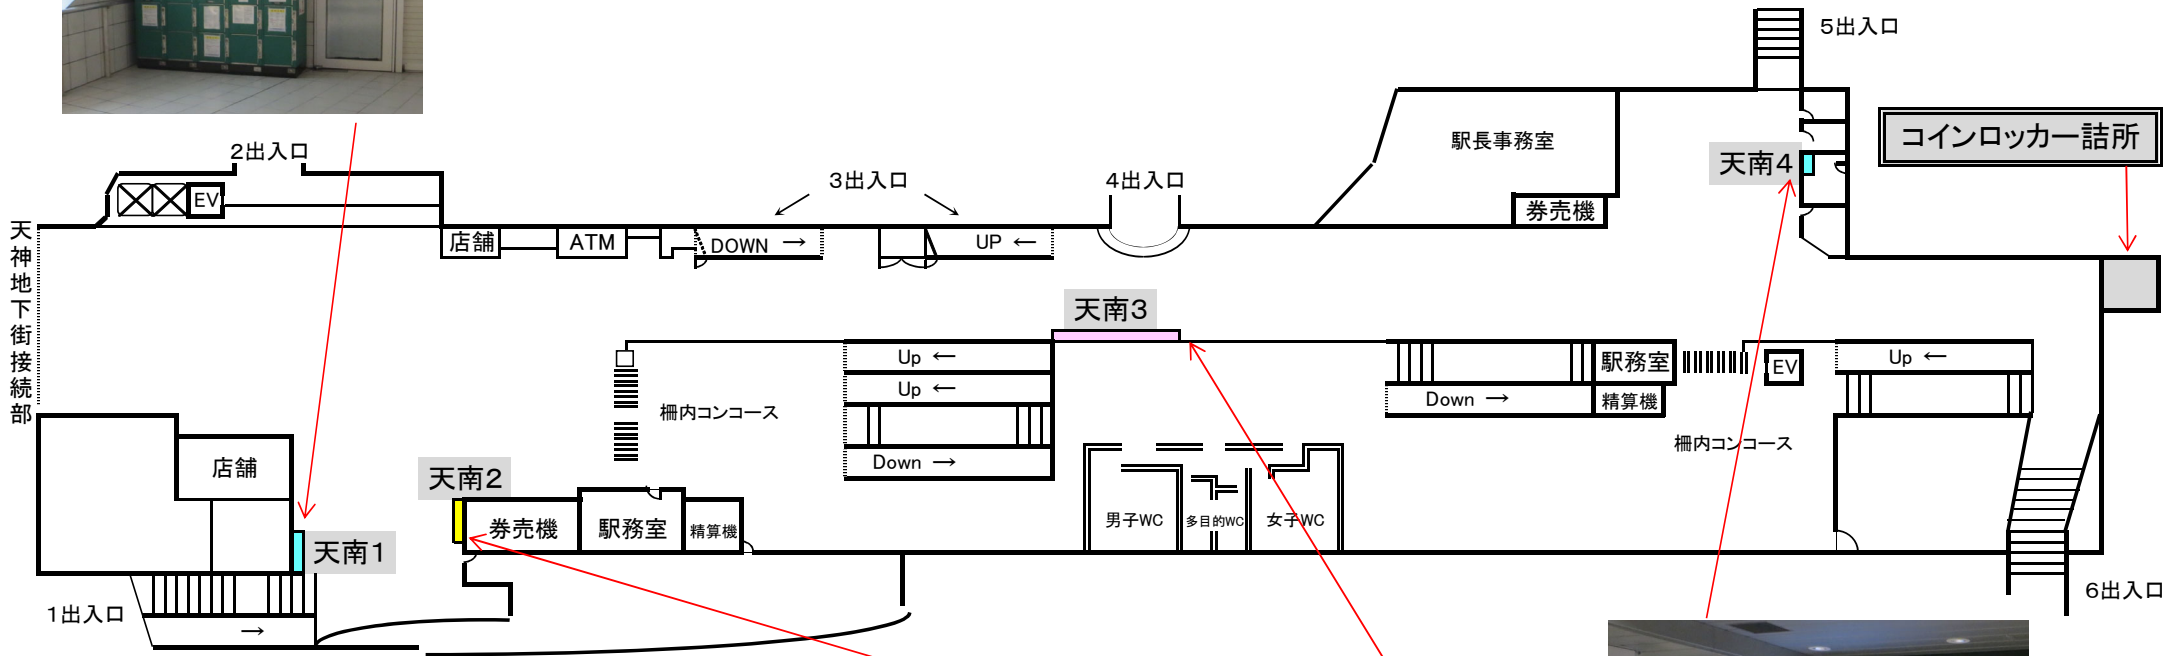 5出入口
コインロッカー詰所
駅長事務室
2出入口
天南4
3出入口
4出入口
EV
券売機
天神地下街接続部
店舗
ATM
DOWN →
UP ←
天南3
Up ←
駅務室
EV
Up ←
Up ←
Down →
精算機
柵内コンコース
柵内コンコース
店舗
Down →
天南2
男子WC
多目的WC
女子WC
券売機
駅務室
精算機
天南1
1出入口
→
6出入口